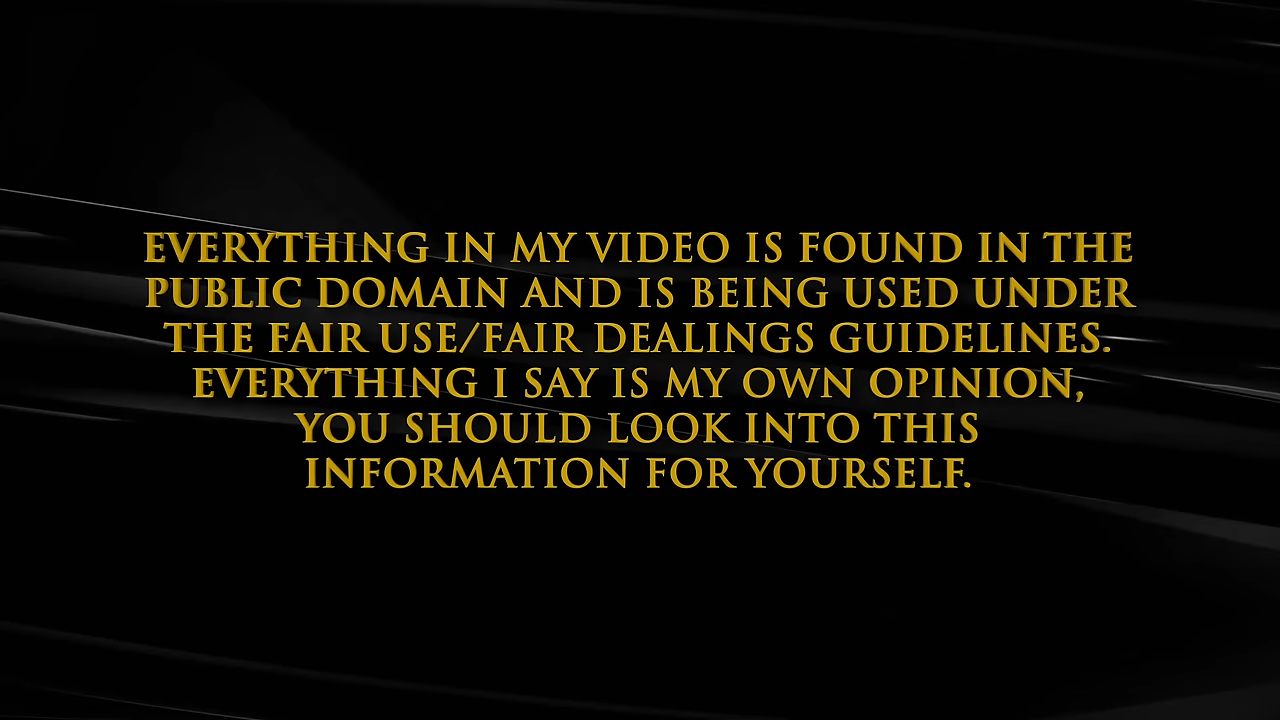 EVERYTHING IN MY VIDEO IS FOUND IN THE
PUBLIC DOMAIN AND IS BEING USED UNDER
THE FAIR USE/FAIR DEALINGS GUIDELINES.
EVERYTHING I SAY IS MY OWN OPINION,
YOU SHOULD LOOK INTO THIS
INFORMATION FOR YOURSELF.